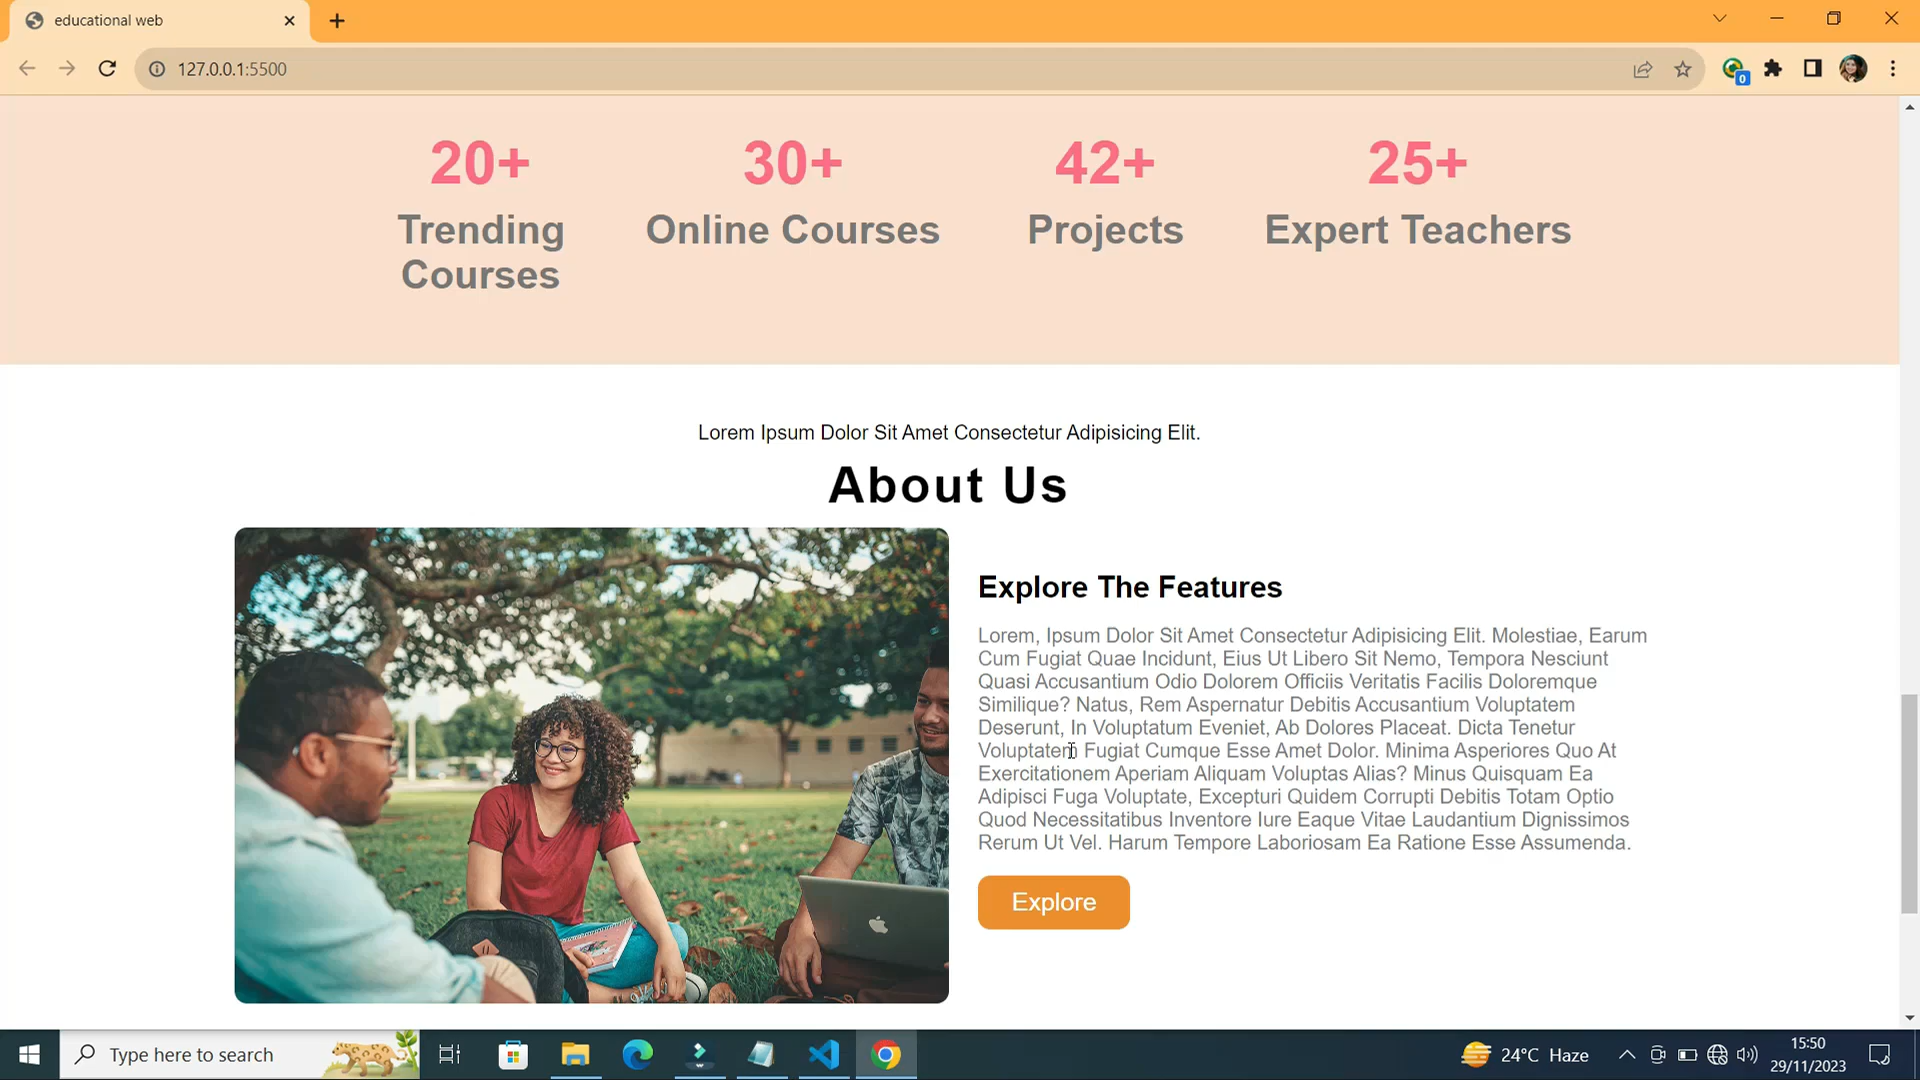 educational web
127.0.0.1:5500
0
20+
30+
42+
25+
Trending
Courses
Online Courses
Projects
Expert Teachers
Lorem Ipsum Dolor Sit Amet Consectetur Adipisicing Elit.
About Us
Explore The Features
Lorem, Ipsum Dolor Sit Amet Consectetur Adipisicing Elit. Molestiae, Earum
Cum Fugiat Quae Incidunt, Eius Ut Libero Sit Nemo, Tempora Nesciunt
Quasi Accusantium Odio Dolorem Officiis Veritatis Facilis Doloremque
Similique? Natus, Rem Aspernatur Debitis Accusantium Voluptatem
Deserunt, In Voluptatum Eveniet, Ab Dolores Placeat. Dicta Tenetur
Voluptatem Fugiat Cumque Esse Amet Dolor. Minima Asperiores Quo At
Exercitationem Aperiam Aliquam Voluptas Alias? Minus Quisquam Ea
Adipisci Fuga Voluptate, Excepturi Quidem Corrupti Debitis Totam Optio
Quod Necessitatibus Inventore Iure Eaque Vitae Laudantium Dignissimos
Rerum Ut Vel. Harum Tempore Laboriosam Ea Ratione Esse Assumenda.
Explore
Type here to search
24°C Haze
15:50
29/11/2023